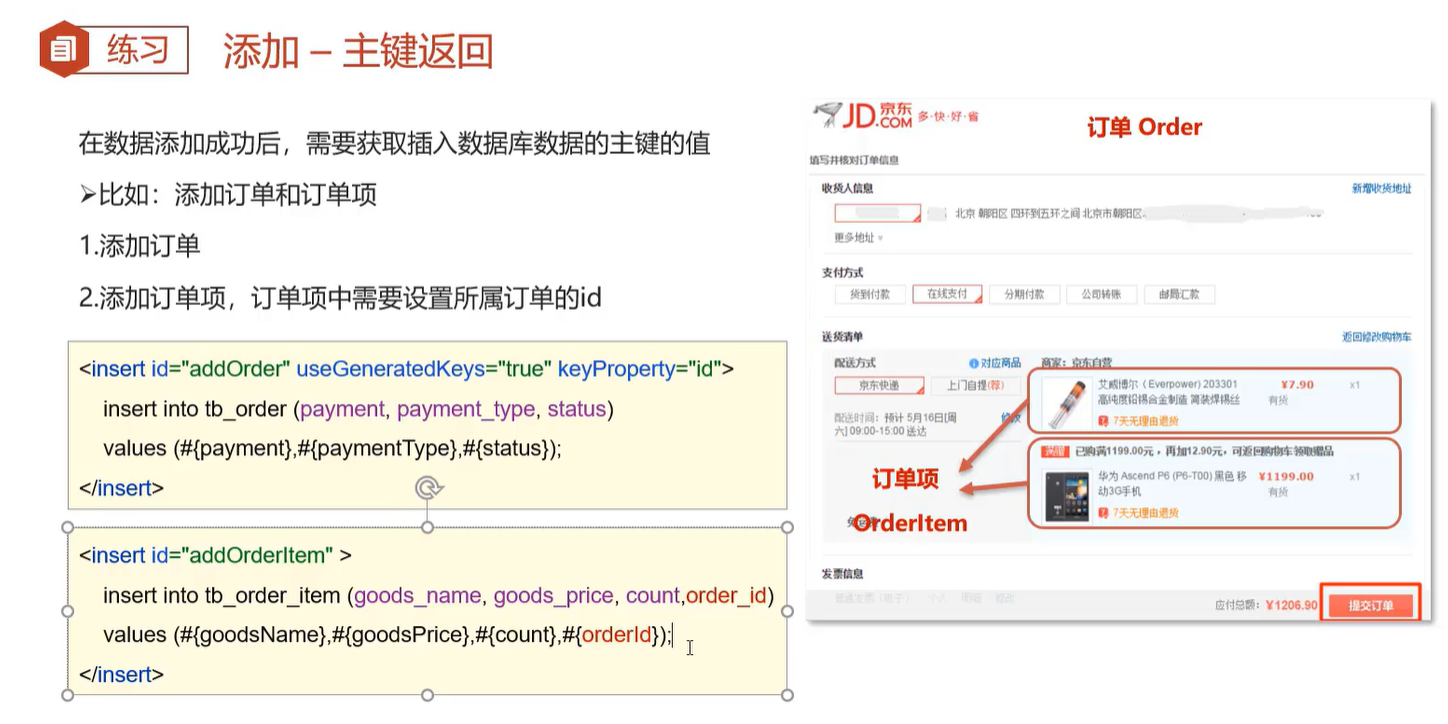 练习
添加 – 主键返回
在数据添加成功后，需要获取插入数据库数据的主键的值
➢比如：添加订单和订单项
1.添加订单
2.添加订单项，订单项中需要设置所属订单的id
<insert id="addOrder" useGeneratedKeys="true" keyProperty="id">
insert into tb_order (payment, payment_type, status)
values (#{payment},#{paymentType},#{status});
</insert>
<insert id="addOrderItem" >
insert into tb_order_item (goods_name, goods_price, count,order_id)
values (#{goodsName},#{goodsPrice},#{count},#{orderId});
</insert>
JD.COM 京东 多·快·好·省
订单 Order
填写并核对订单信息
收货人信息 新增收货地址
北京 朝阳区 四环到五环之间 北京市朝阳区
更多地址
支付方式
货到付款 在线支付 分期付款 公司转账 邮局汇款
送货清单 返回修改购物车
配送方式 对应商品 商家：京东自营
京东快递 上门自提(荐)
艾威博尔（Everpower) 203301 ¥7.90 x1
高纯度铅锡合金制造 简装焊锡丝 有货
7天无理由退货
配送时间：预计 5月16日[周 修改
六] 09:00-15:00 送达
满赠 已购满1199.00元，再加12.90元，可返回购物车领取赠品
华为 Ascend P6 (P6-T00) 黑色 移 ¥1199.00 x1
动3G手机 有货
7天无理由退货
订单项
OrderItem
发票信息
普通发票（电子） 个人 明细 修改
应付总额：¥1206.90 提交订单